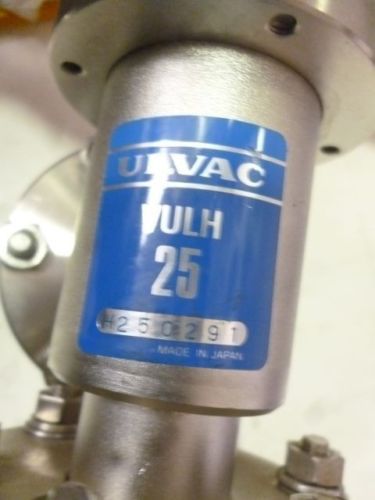 ULVAC
VULH
25
H250291
MADE IN JAPAN